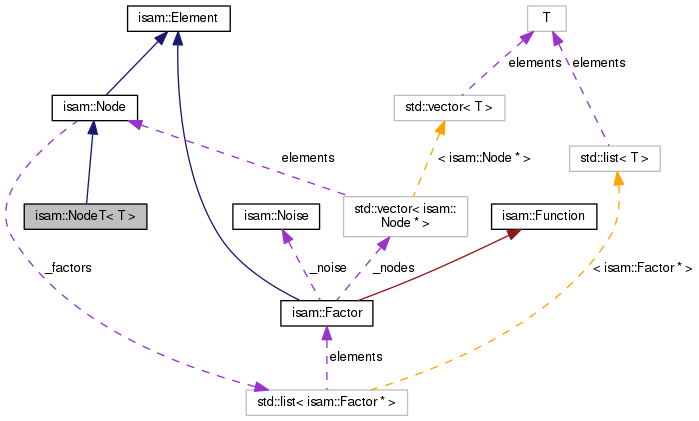 isam::Element
T
elements
elements
isam::Node
std::vector< T >
< isam::Node * >
std::list< T >
elements
isam::NodeT< T >
isam::Noise
std::vector< isam::
Node * >
isam::Function
_factors
_noise
_nodes
< isam::Factor * >
isam::Factor
elements
std::list< isam::Factor * >